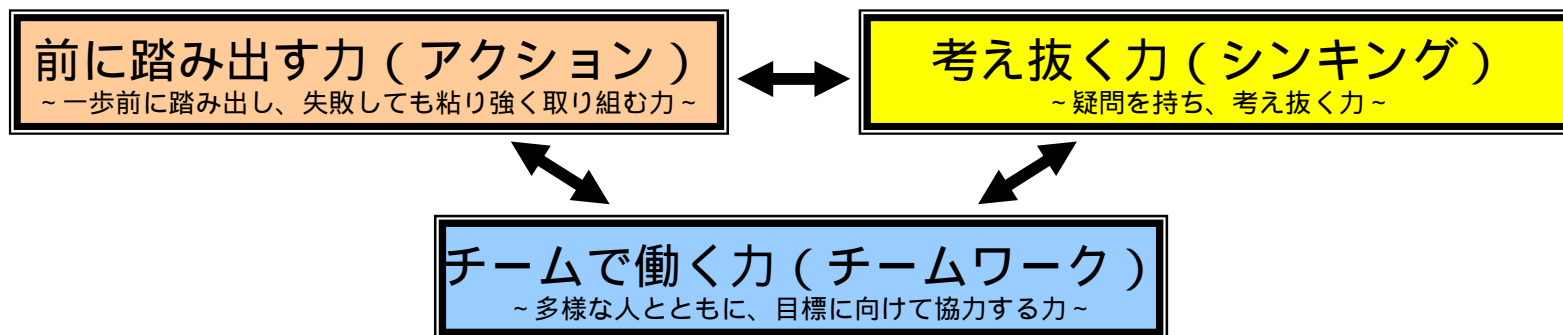 前に踏み出す力（アクション）
～一歩前に踏み出し、失敗しても粘り強く取り組む力～
考え抜く力（シンキング）
～疑問を持ち、考え抜く力～
チームで働く力（チームワーク）
～多様な人とともに、目標に向けて協力する力～